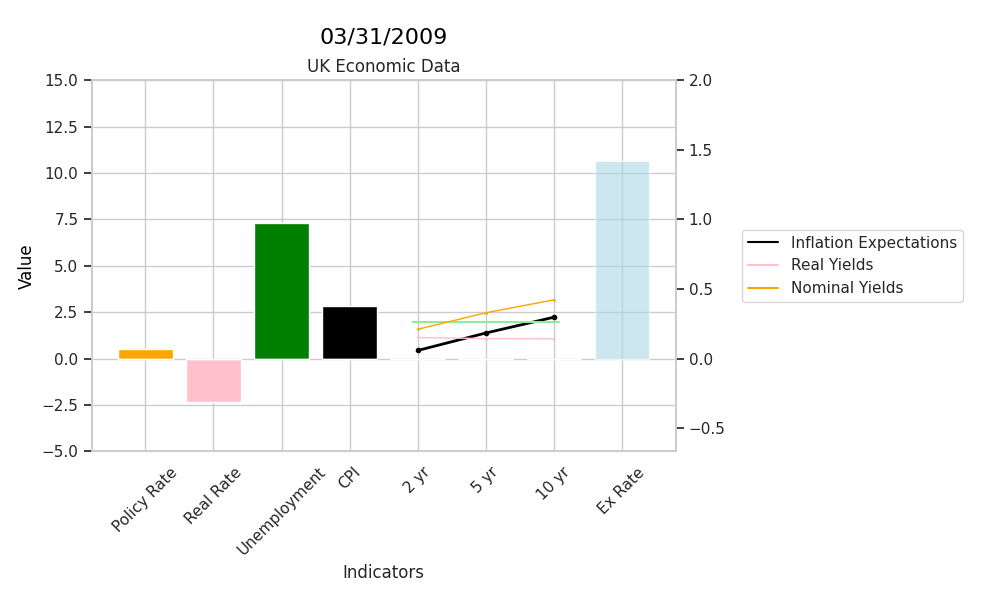 03/31/2009
UK Economic Data
15.0
12.5
10.0
7.5
5.0
2.5
0.0
−2.5
−5.0
Value
2.0
1.5
1.0
0.5
0.0
−0.5
Inflation Expectations
Real Yields
Nominal Yields
Policy Rate
Real Rate
Unemployment
CPI
2 yr
5 yr
10 yr
Ex Rate
Indicators